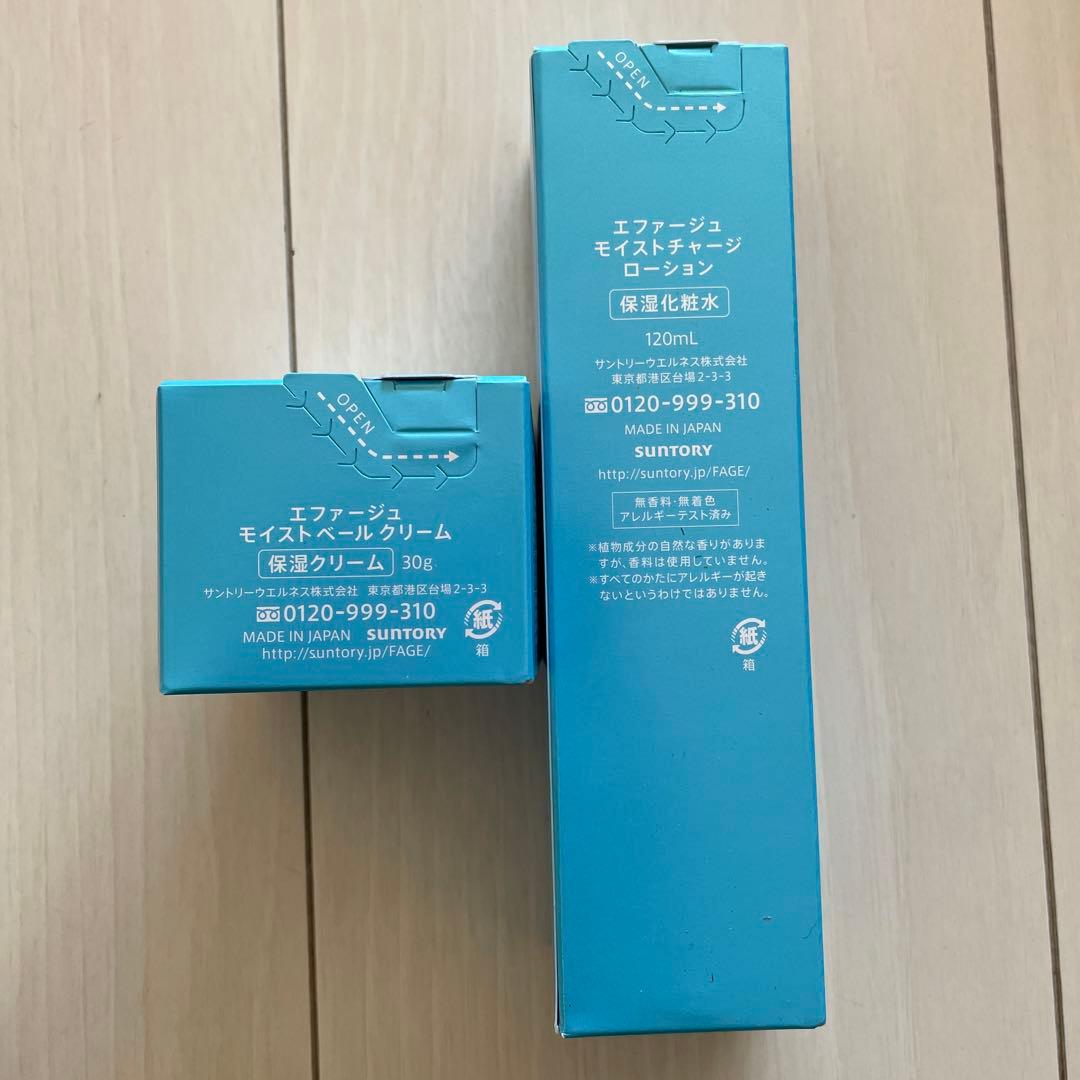 OPEN
エファージュ
モイスト ベール クリーム
保湿クリーム 30g
サントリーウエルネス株式会社 東京都港区台場2-3-3
0120-999-310
MADE IN JAPAN SUNTORY
http://suntory.jp/FAGE/
紙
箱
OPEN
エファージュ
モイストチャージ
ローション
保湿化粧水
120mL
サントリーウエルネス株式会社
東京都港区台場2-3-3
0120-999-310
MADE IN JAPAN
SUNTORY
http://suntory.jp/FAGE/
無香料・無着色
アレルギーテスト済み
※植物成分の自然な香りがありま
すが、香料は使用していません。
※すべてのかたにアレルギーが起き
ないというわけではありません。
紙
箱